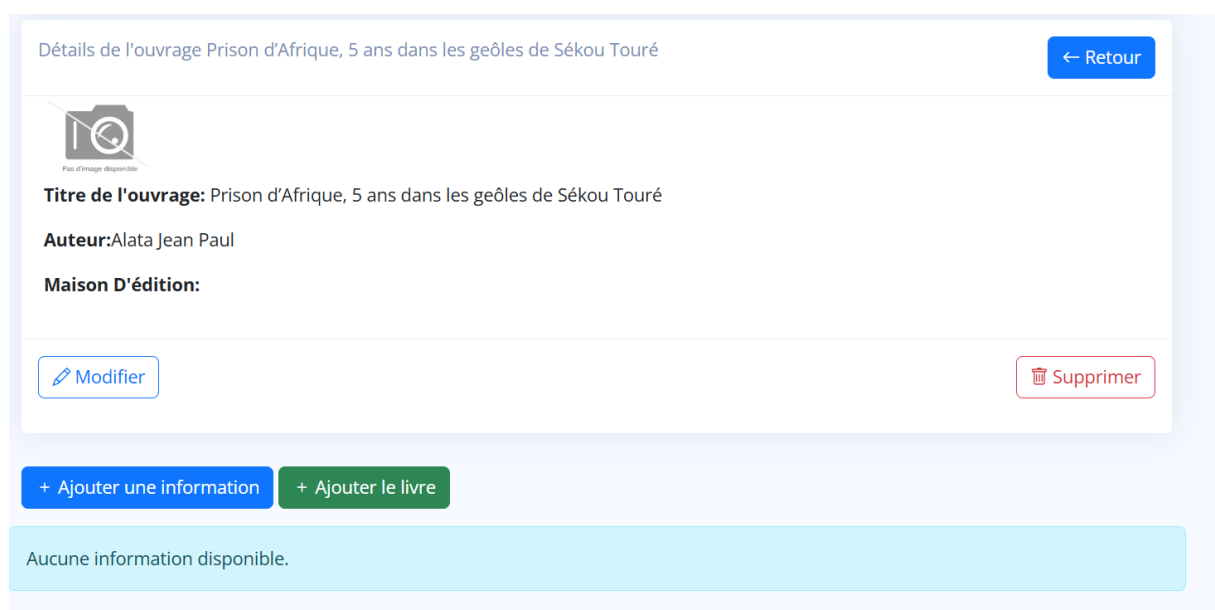 Détails de l'ouvrage Prison d’Afrique, 5 ans dans les geôles de Sékou Touré
← Retour
Pas d'image disponible
Titre de l'ouvrage: Prison d’Afrique, 5 ans dans les geôles de Sékou Touré
Auteur:Alata Jean Paul
Maison D'édition:
Modifier
Supprimer
+ Ajouter une information
+ Ajouter le livre
Aucune information disponible.